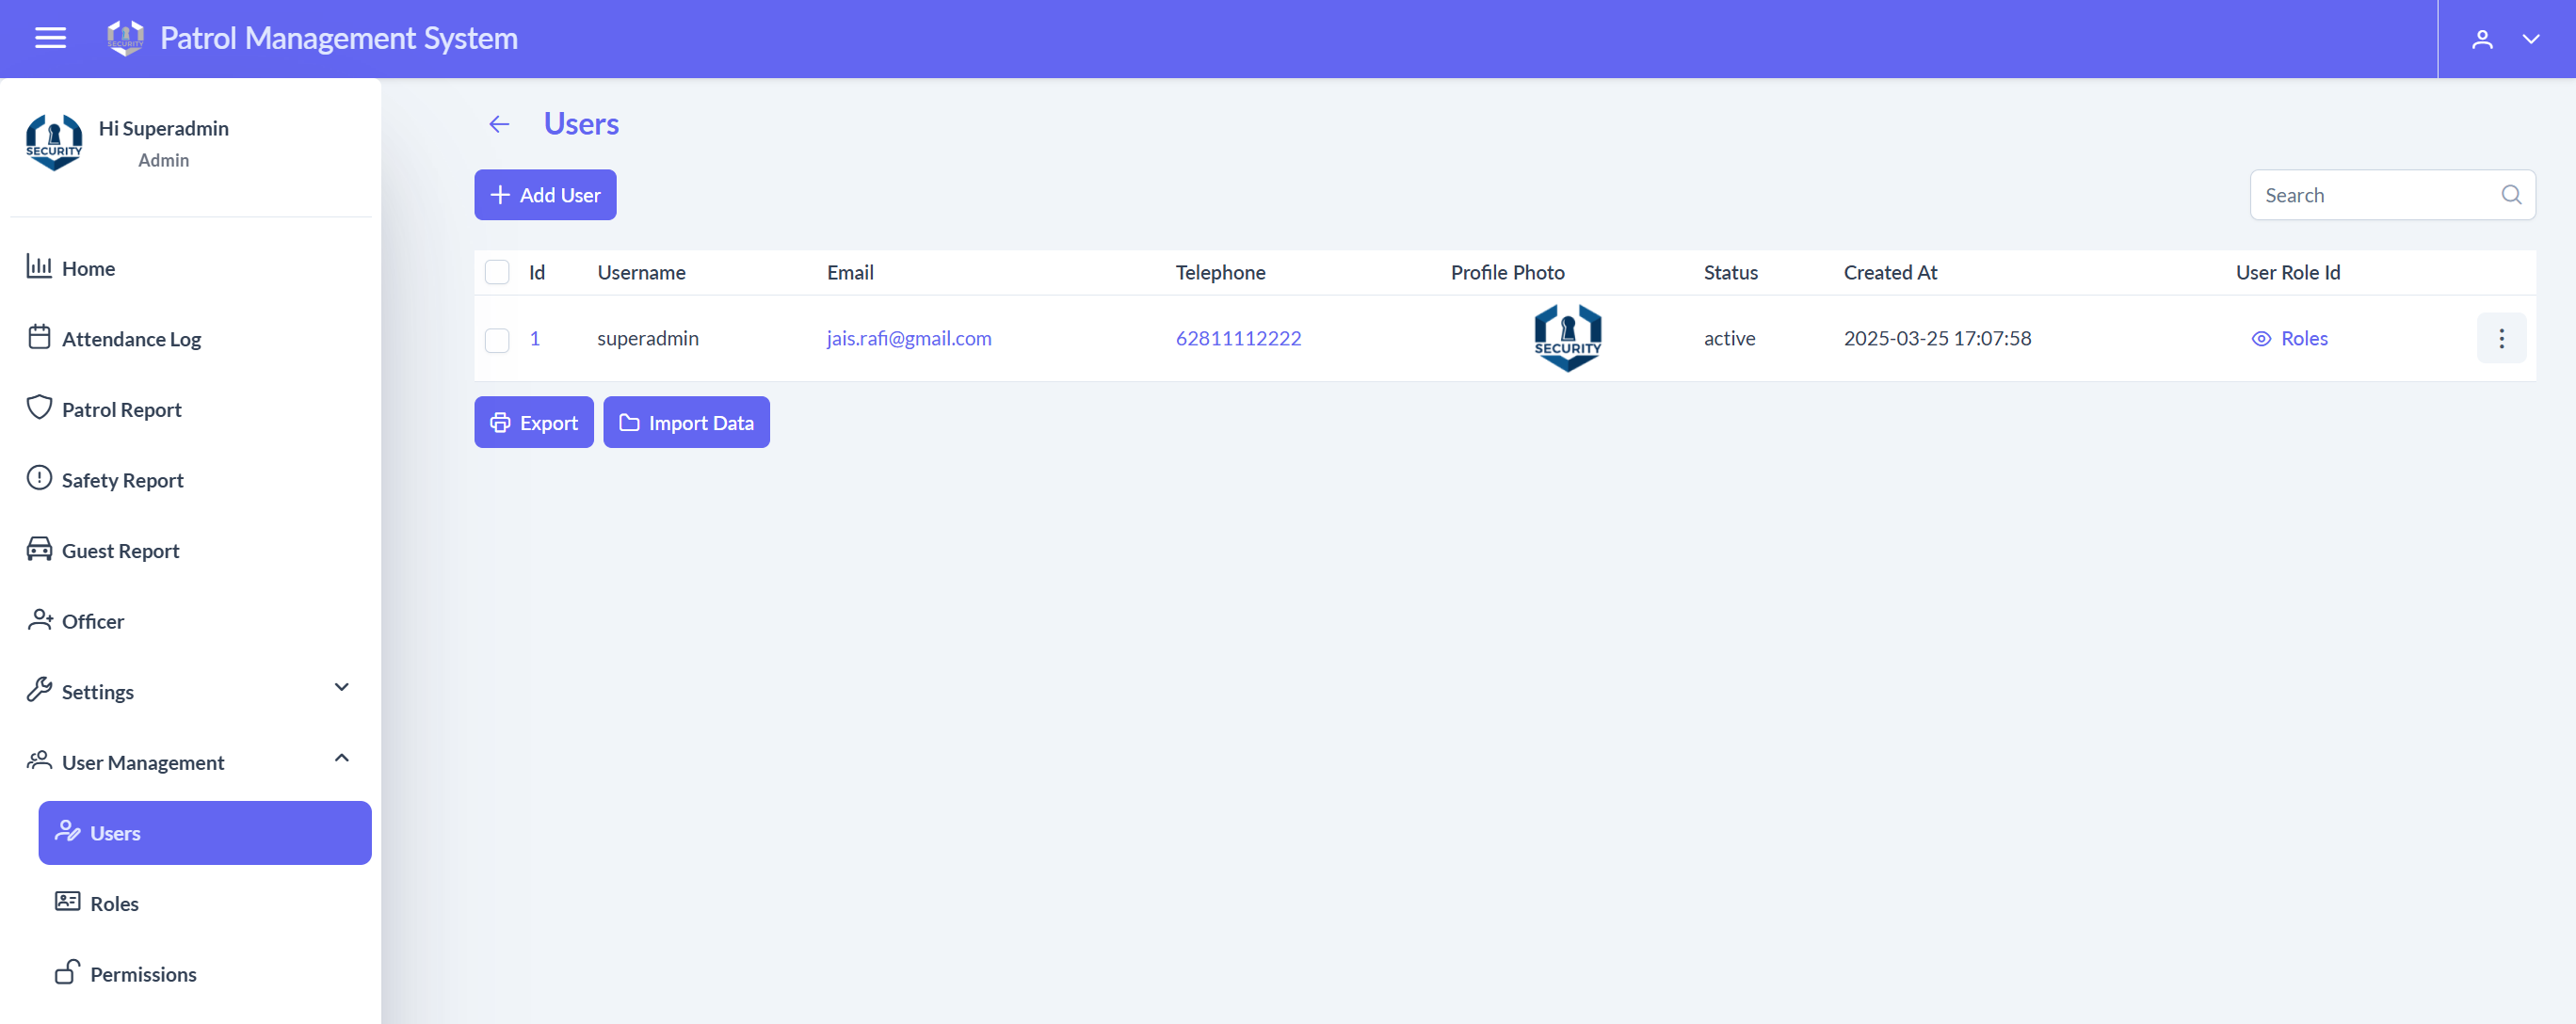 Patrol Management System
SECURITY
Hi Superadmin
Admin
Home
Attendance Log
Patrol Report
Safety Report
Guest Report
Officer
Settings
User Management
Users
Roles
Permissions
Users
Add User
Search
Id Username Email Telephone Profile Photo Status Created At User Role Id
1 superadmin jais.rafi@gmail.com 62811112222 SECURITY active 2025-03-25 17:07:58 Roles
Export Import Data